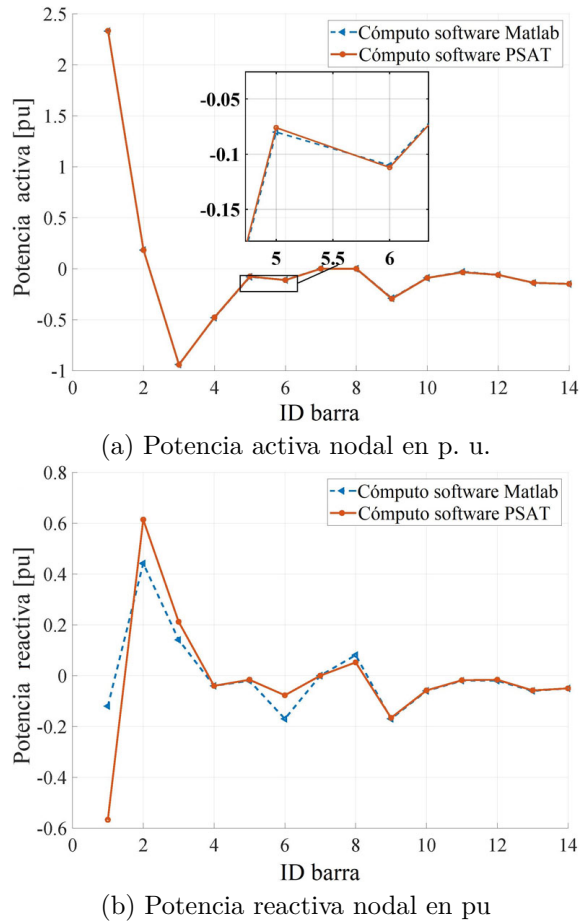 2.5
2
1.5
1
0.5
0
-0.5
-1
Potencia activa [pu]
Cómputo software Matlab
Cómputo software PSAT
-0.05
-0.1
-0.15
5 5.5 6
0 2 4 6 8 10 12 14
ID barra
(a) Potencia activa nodal en p. u.
0.8
0.6
0.4
0.2
0
-0.2
-0.4
-0.6
Potencia reactiva [pu]
Cómputo software Matlab
Cómputo software PSAT
0 2 4 6 8 10 12 14
ID barra
(b) Potencia reactiva nodal en pu